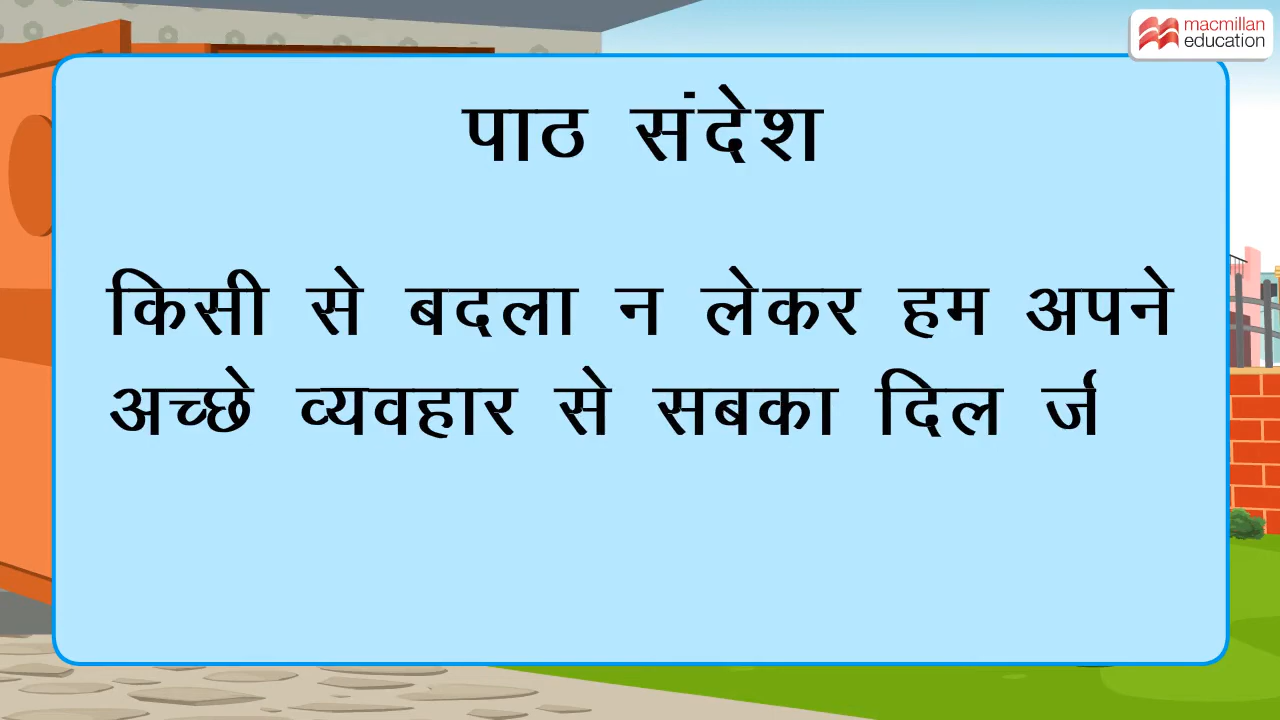 macmillan
education
पाठ संदेश
किसी से बदला न लेकर हम अपने
अच्छे व्यवहार से सबका दिल